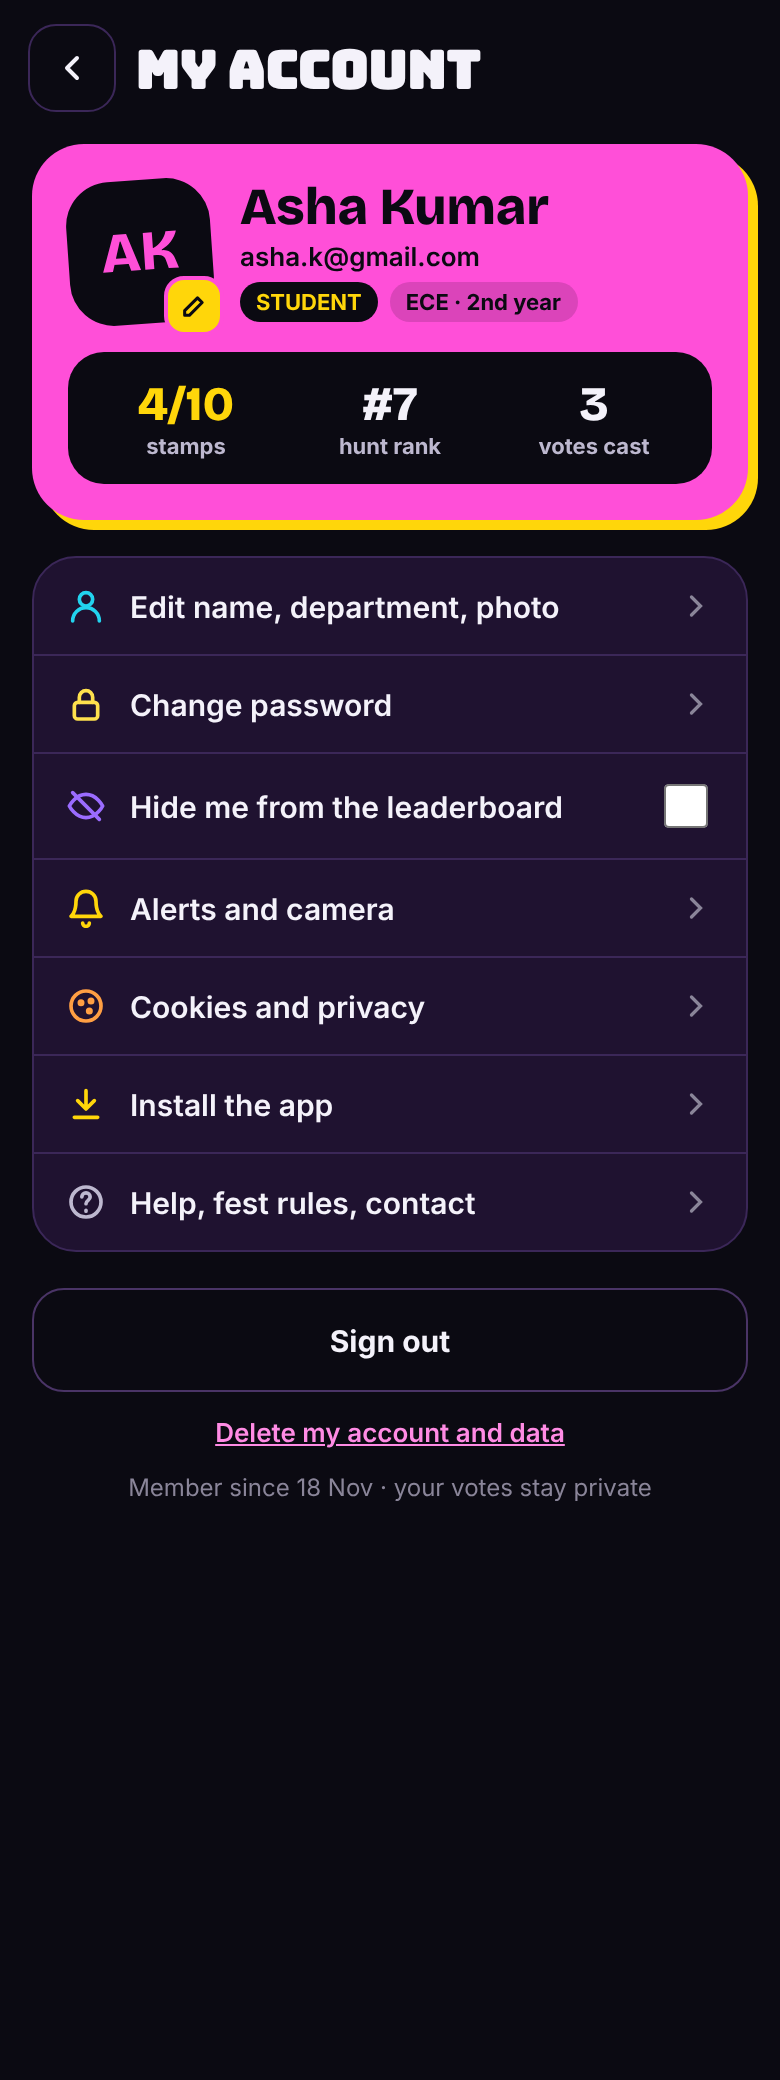 MY ACCOUNT
AK
Asha Kumar
asha.k@gmail.com
STUDENT ECE · 2nd year
4/10 #7 3
stamps hunt rank votes cast
Edit name, department, photo
Change password
Hide me from the leaderboard
Alerts and camera
Cookies and privacy
Install the app
Help, fest rules, contact
Sign out
Delete my account and data
Member since 18 Nov · your votes stay private